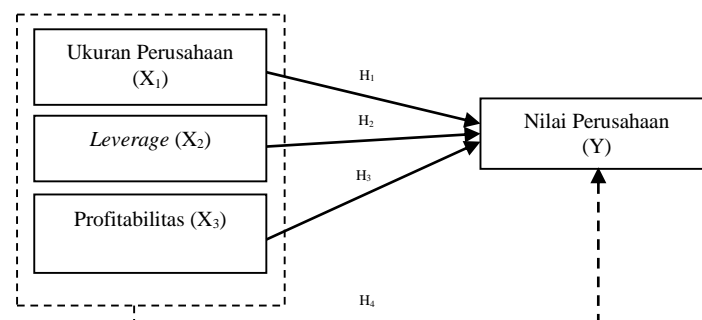 Ukuran Perusahaan
(X₁)
H₁
Leverage (X₂)
H₂
Nilai Perusahaan
(Y)
H₃
Profitabilitas (X₃)
H₄